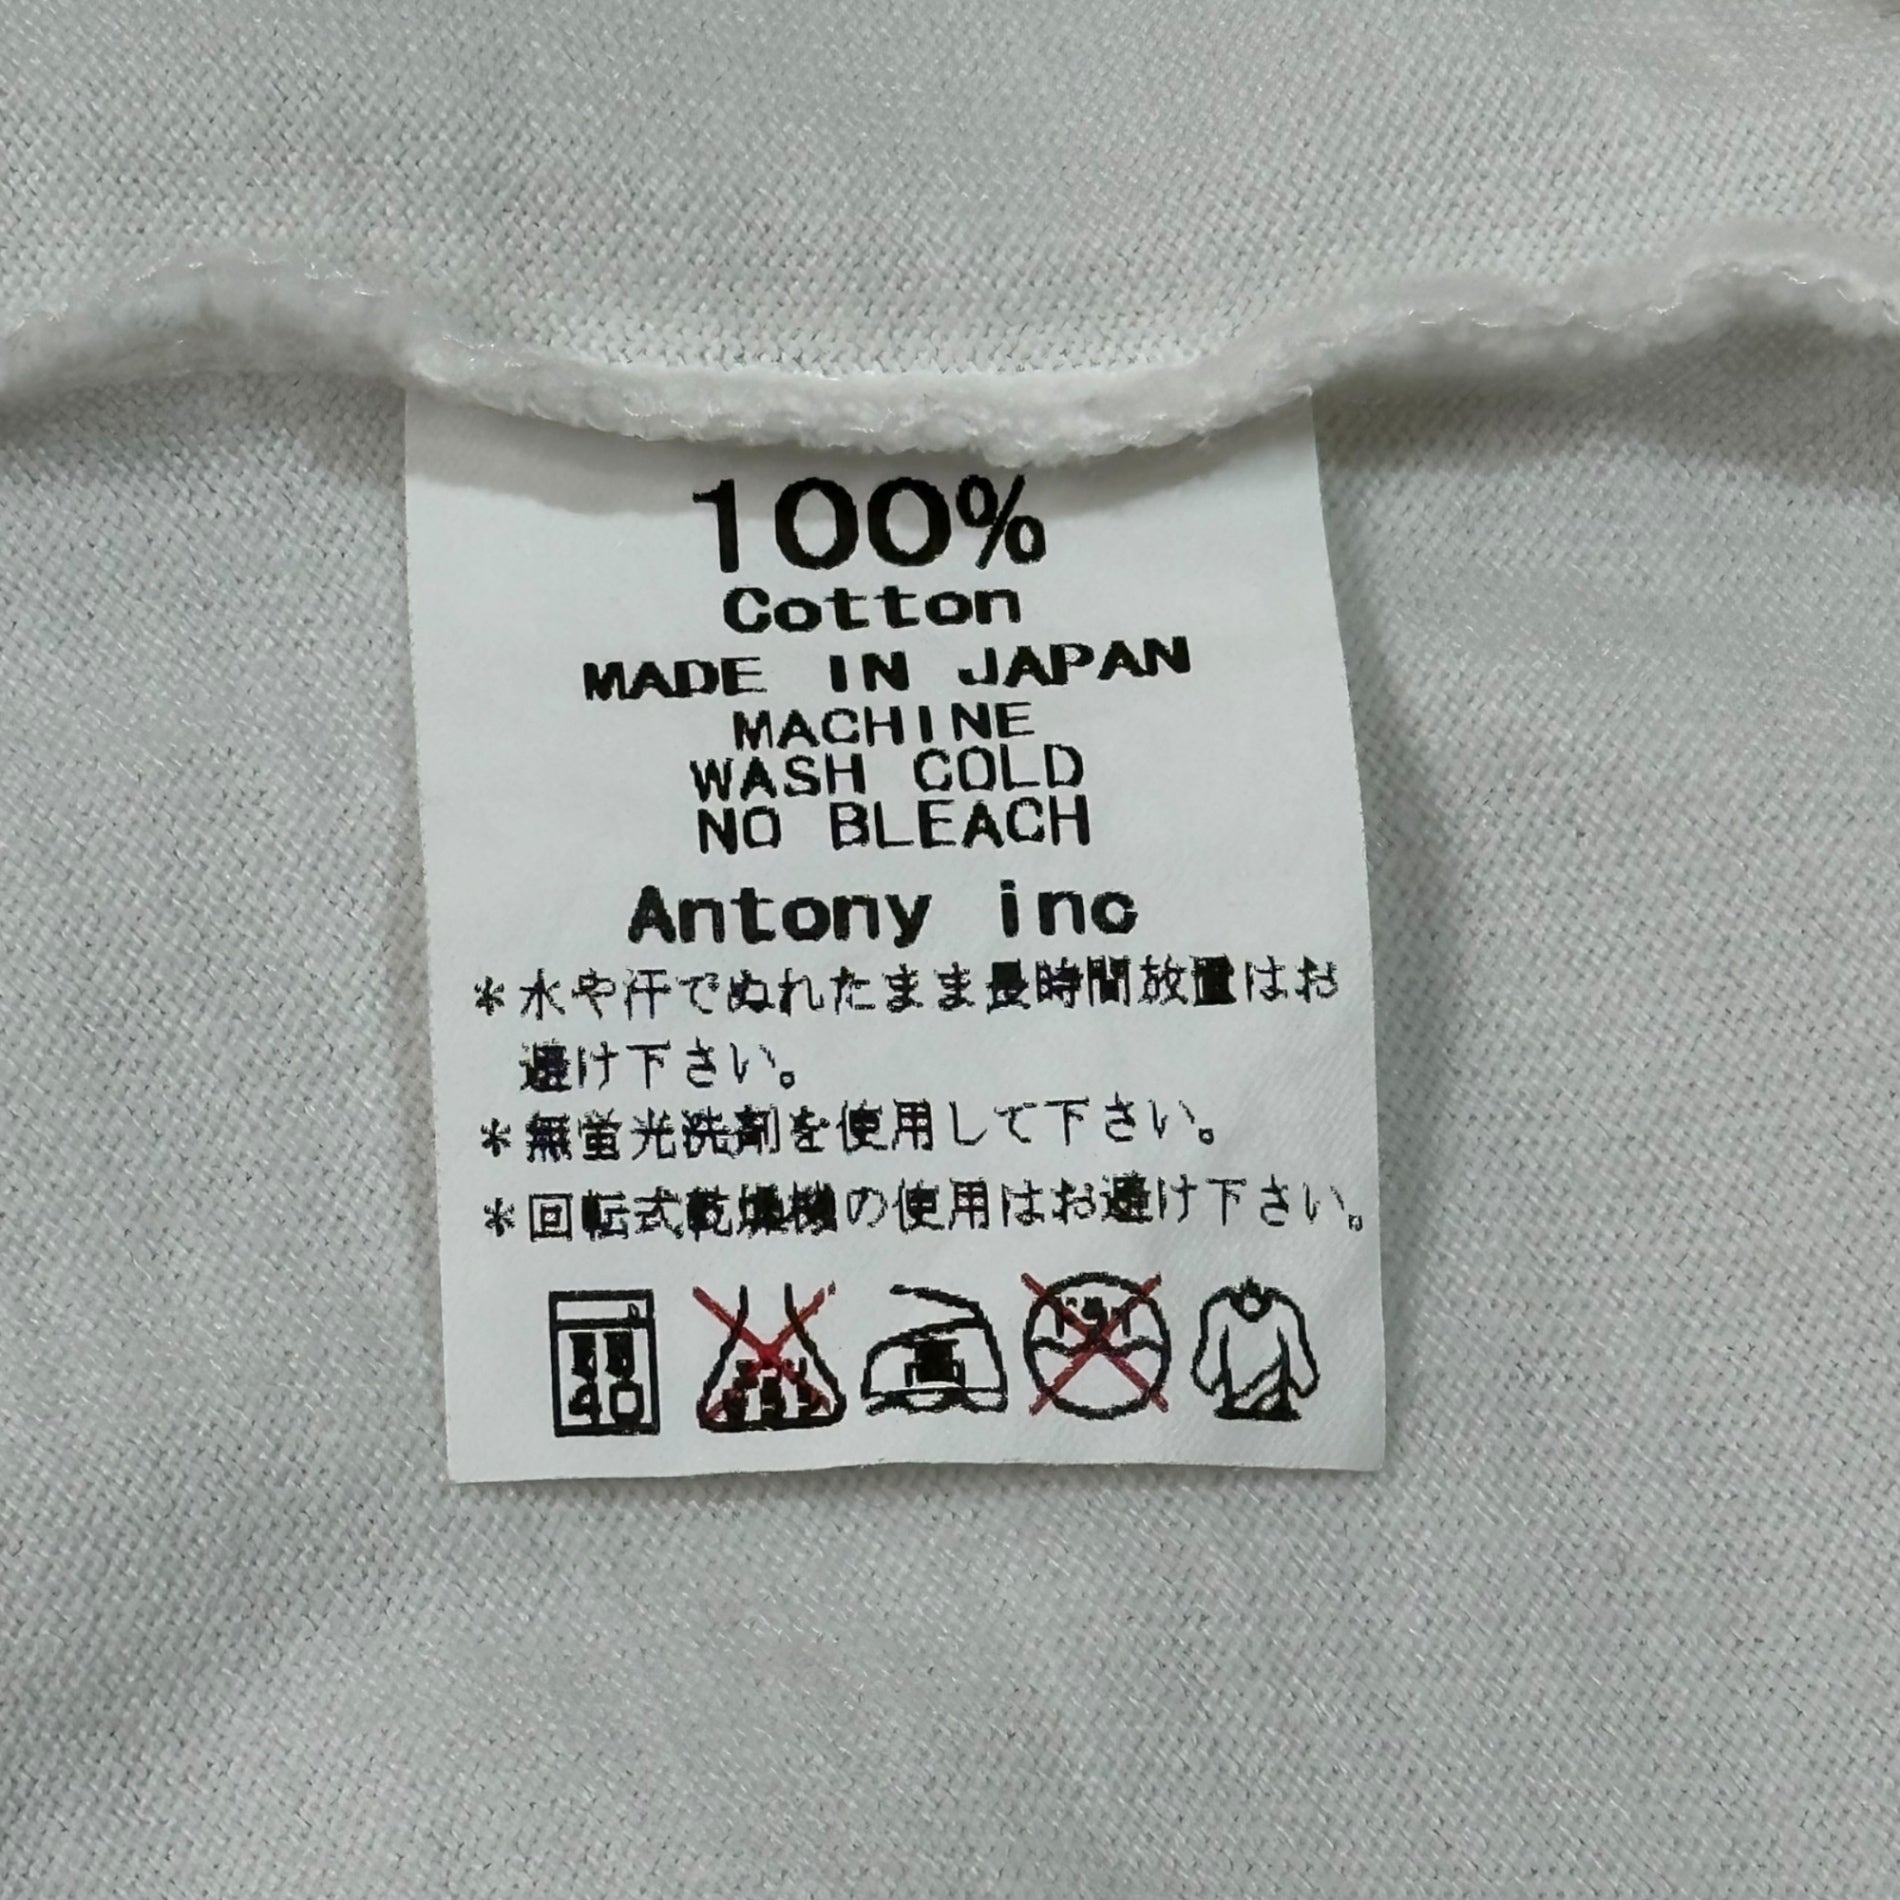 100%
Cotton
MADE IN JAPAN
MACHINE
WASH COLD
NO BLEACH
Antony inc
*水や汗でぬれたまま長時間放置はお
避け下さい。
*無蛍光洗剤を使用して下さい。
*回転式乾燥機の使用はお避け下さい。
40